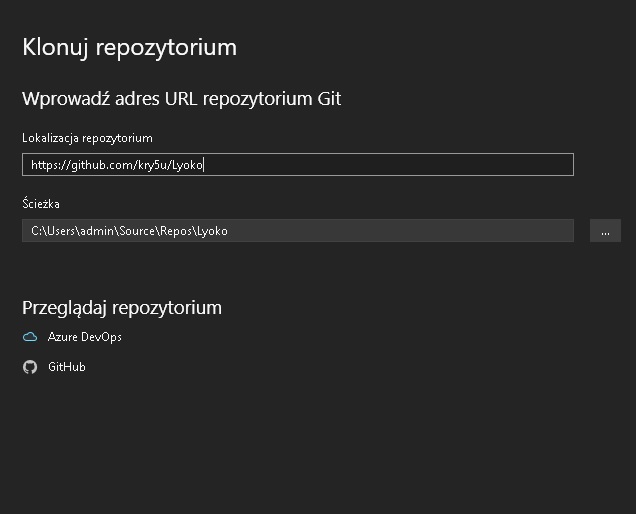 Klonuj repozytorium
Wprowadź adres URL repozytorium Git
Lokalizacja repozytorium
https://github.com/kry5u/Lyoko
Ścieżka
C:\Users\admin\Source\Repos\Lyoko
...
Przeglądaj repozytorium
Azure DevOps
GitHub